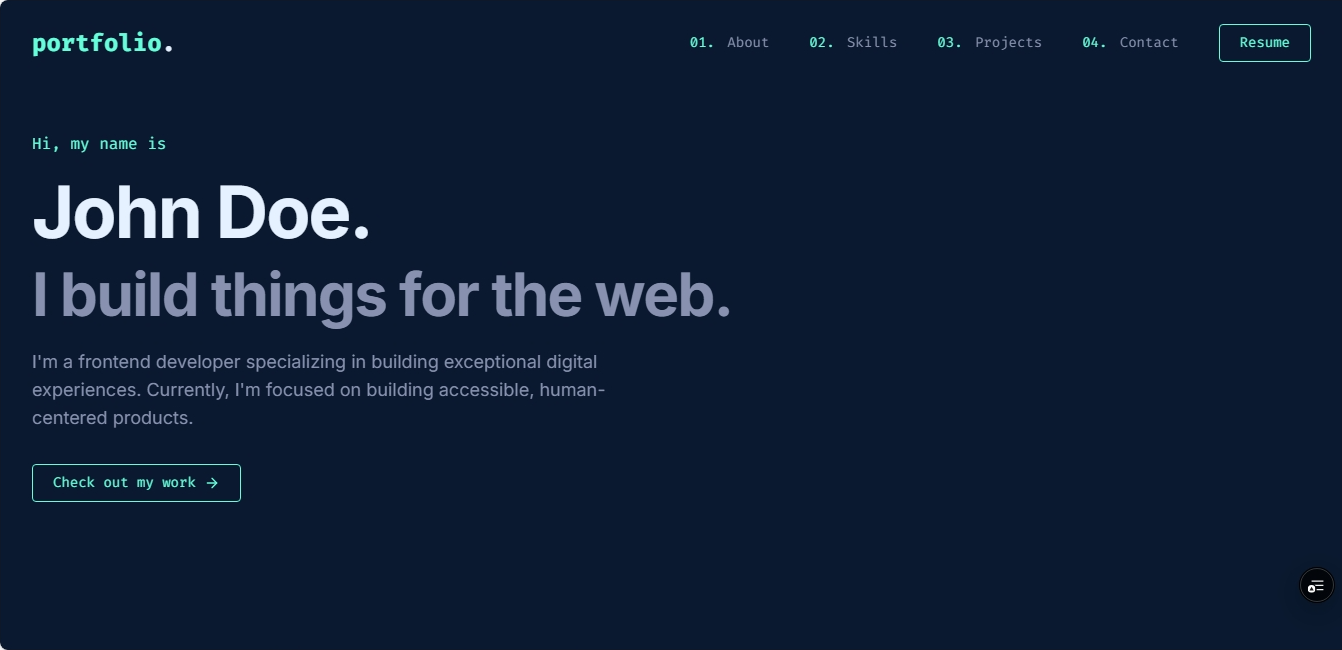 portfolio.
01. About
02. Skills
03. Projects
04. Contact
Resume
Hi, my name is
John Doe.
I build things for the web.
I'm a frontend developer specializing in building exceptional digital
experiences. Currently, I'm focused on building accessible, human-
centered products.
Check out my work →